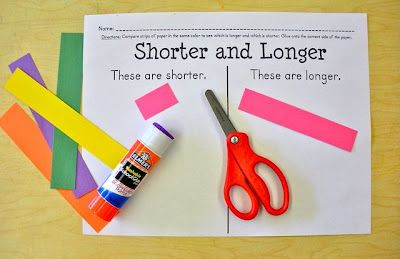 Name:
Directions: Compare strips of paper in the same color to see which is longer and which is shorter. Glue onto the correct side of the paper.
Shorter and Longer
These are shorter.
These are longer.
ELMER'S